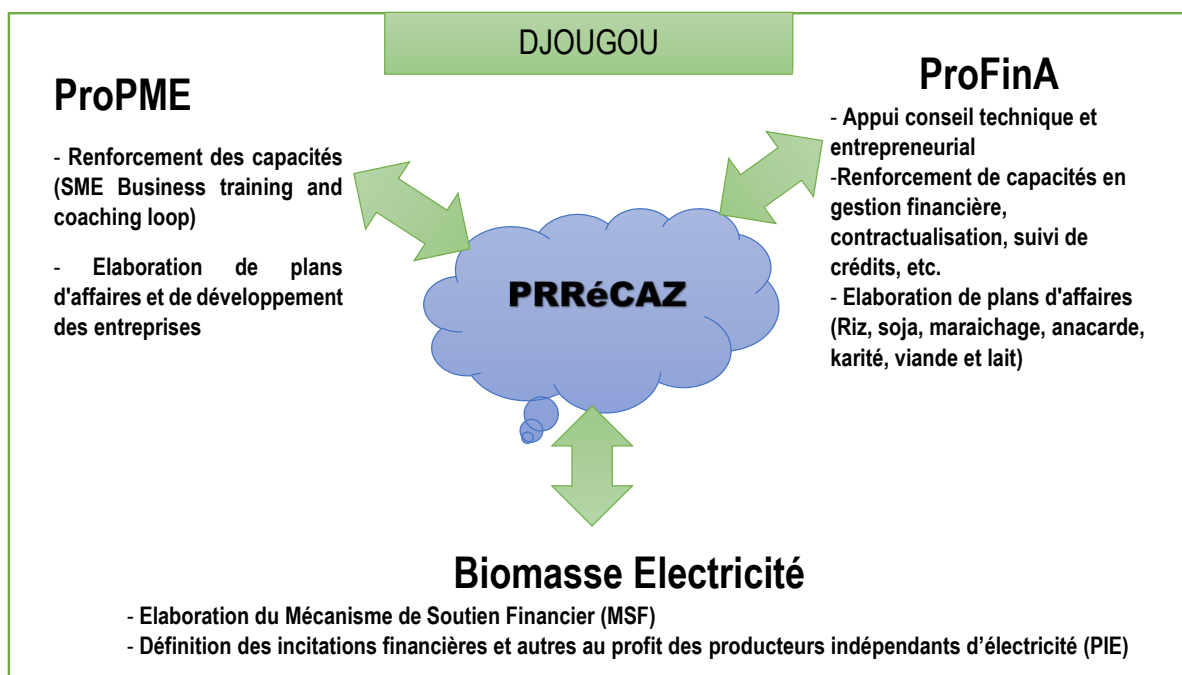 DJOUGOU
ProPME
- Renforcement des capacités
(SME Business training and
coaching loop)
- Elaboration de plans
d'affaires et de développement
des entreprises
ProFinA
- Appui conseil technique et
entrepreneurial
-Renforcement de capacités en
gestion financière,
contractualisation, suivi de
crédits, etc.
- Elaboration de plans d'affaires
(Riz, soja, maraichage, anacarde,
karité, viande et lait)
PRRéCAZ
Biomasse Electricité
- Elaboration du Mécanisme de Soutien Financier (MSF)
- Définition des incitations financières et autres au profit des producteurs indépendants d’électricité (PIE)